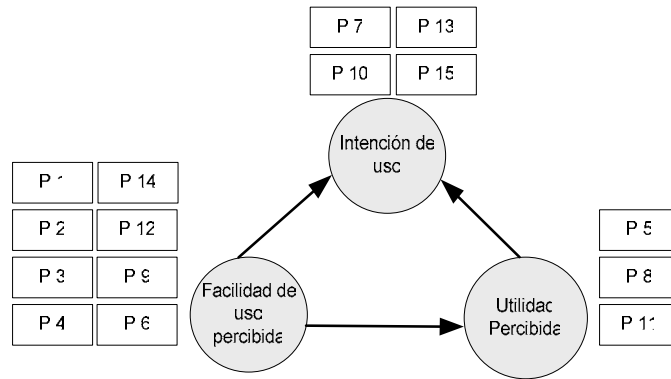 P 7 P 13
P 10 P 15
Intención de
uso
P 1 P 14
P 2 P 12
P 3 P 9
P 4 P 6
Facilidad de
uso
percibida
Utilidad
Percibida
P 5
P 8
P 11